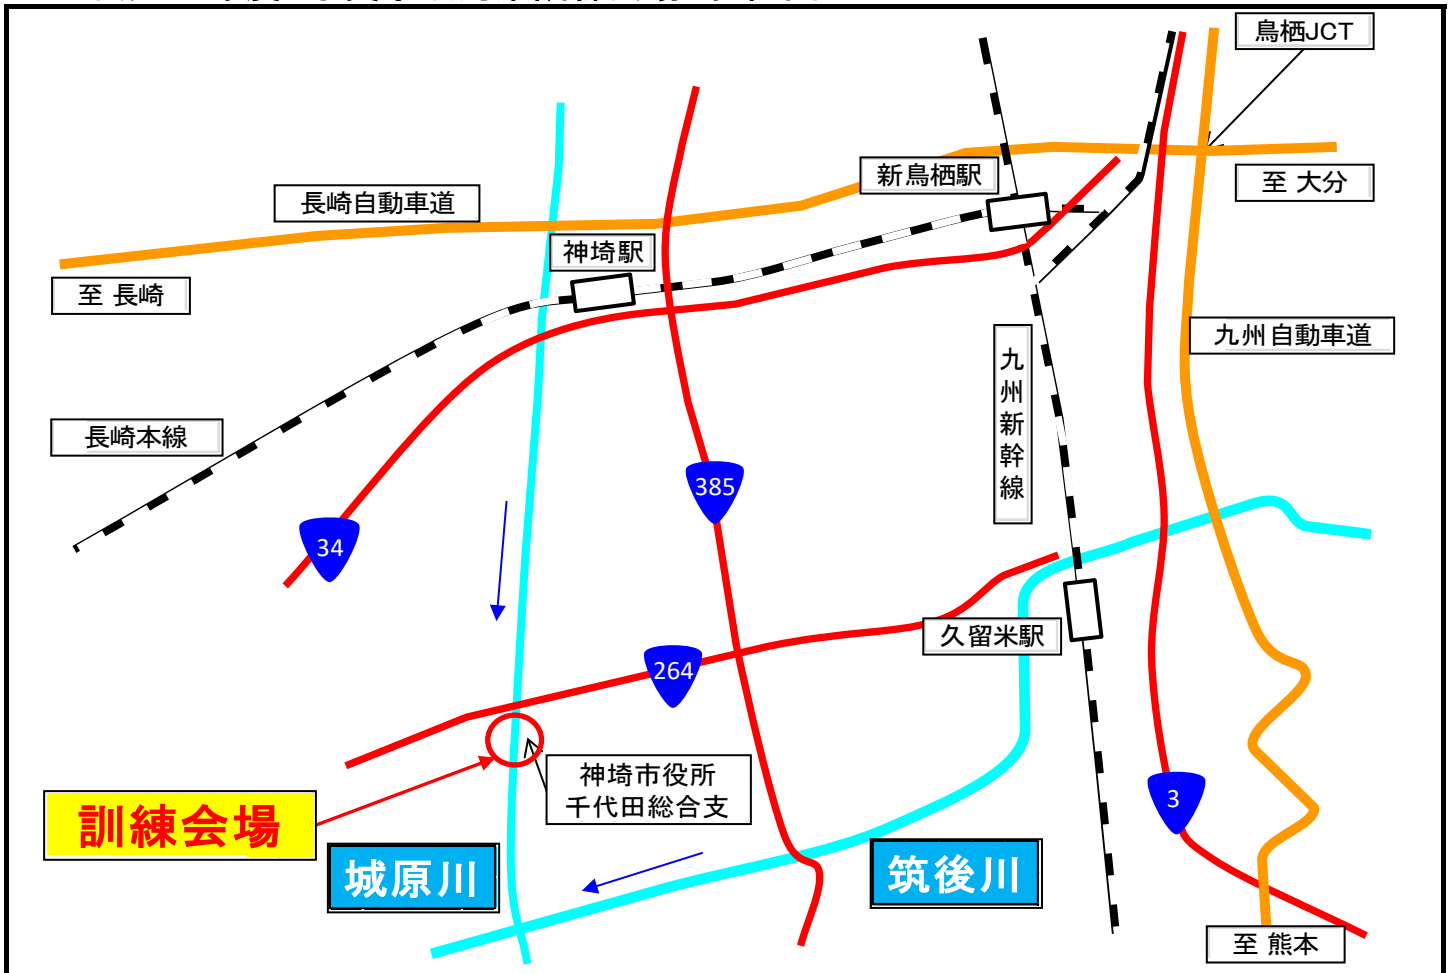 鳥栖JCT
新鳥栖駅
至 大分
長崎自動車道
神埼駅
至 長崎
九州自動車道
九州新幹線
長崎本線
385
34
久留米駅
264
神埼市役所
千代田総合支
3
訓練会場
城原川
筑後川
至 熊本